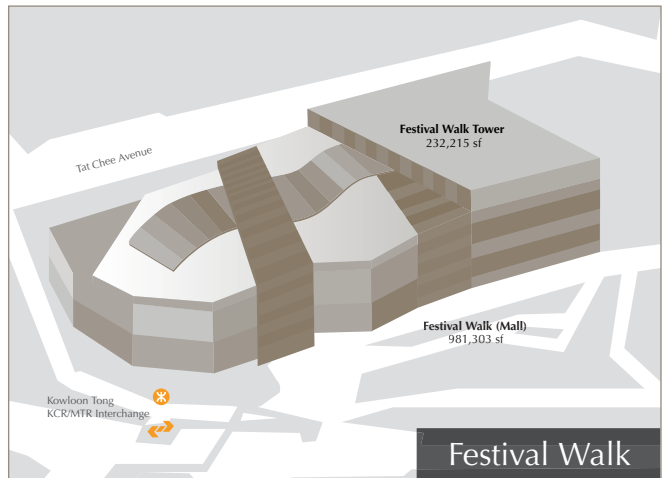 Festival Walk Tower
232,215 sf
Tat Chee Avenue
Festival Walk (Mall)
981,303 sf
Kowloon Tong
KCR/MTR Interchange
Festival Walk